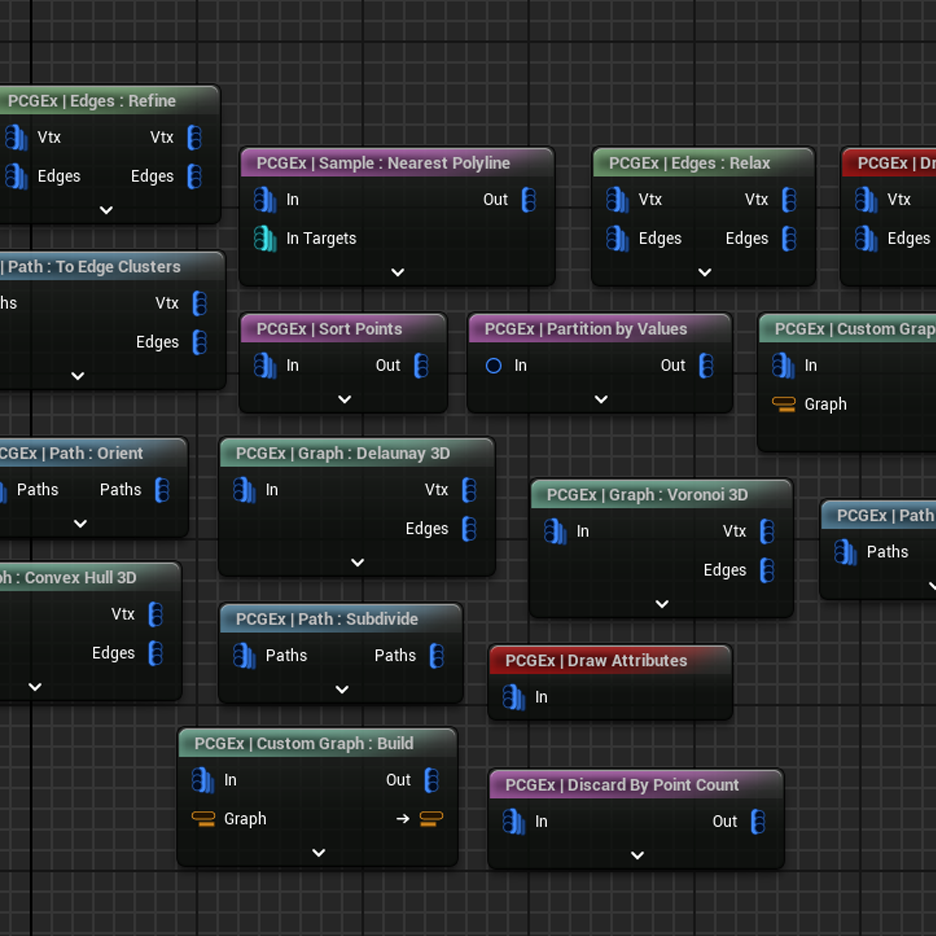 PCGEx | Edges : Refine
Vtx Vtx
Edges Edges
PCGEx | Sample : Nearest Polyline
In Out
In Targets
PCGEx | Edges : Relax
Vtx Vtx
Edges Edges
PCGEx | Dr
Vtx
Edges
| Path : To Edge Clusters
hs Vtx
Edges
PCGEx | Sort Points
In Out
PCGEx | Partition by Values
In Out
PCGEx | Custom Grap
In
Graph
CGEx | Path : Orient
Paths Paths
PCGEx | Graph : Delaunay 3D
In Vtx
Edges
PCGEx | Graph : Voronoi 3D
In Vtx
Edges
PCGEx | Path
Paths
ph : Convex Hull 3D
Vtx
Edges
PCGEx | Path : Subdivide
Paths Paths
PCGEx | Draw Attributes
In
PCGEx | Custom Graph : Build
In Out
Graph →
PCGEx | Discard By Point Count
In Out